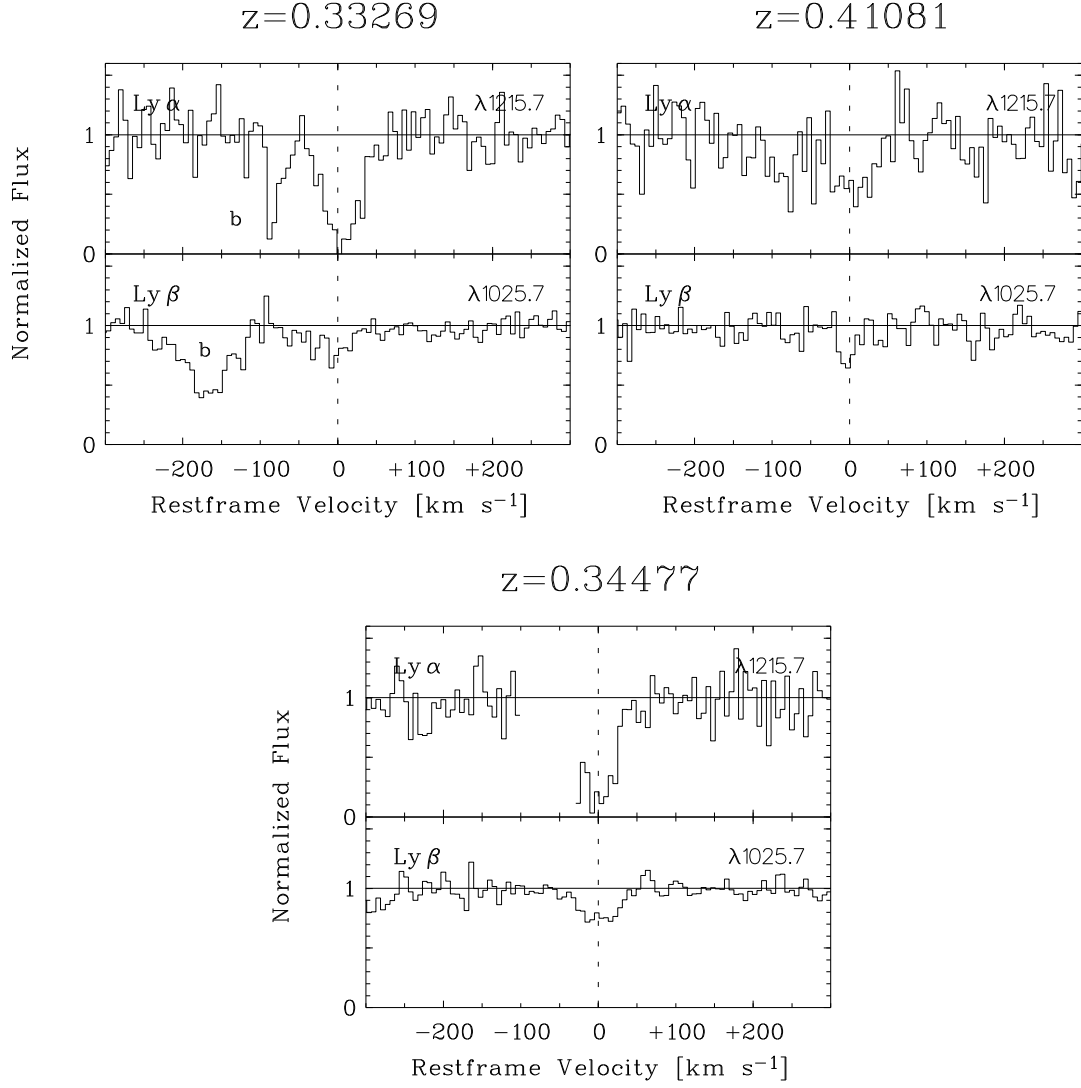 z=0.33269
z=0.41081
Ly α
λ1215.7
b
1
0
Ly β
λ1025.7
b
1
0
-200 -100 0 +100 +200
Restframe Velocity [km s⁻¹]
Normalized Flux
Ly α
λ1215.7
1
0
Ly β
λ1025.7
1
0
-200 -100 0 +100 +200
Restframe Velocity [km s⁻¹]
z=0.34477
Ly α
λ1215.7
1
0
Ly β
λ1025.7
1
0
-200 -100 0 +100 +200
Restframe Velocity [km s⁻¹]
Normalized Flux